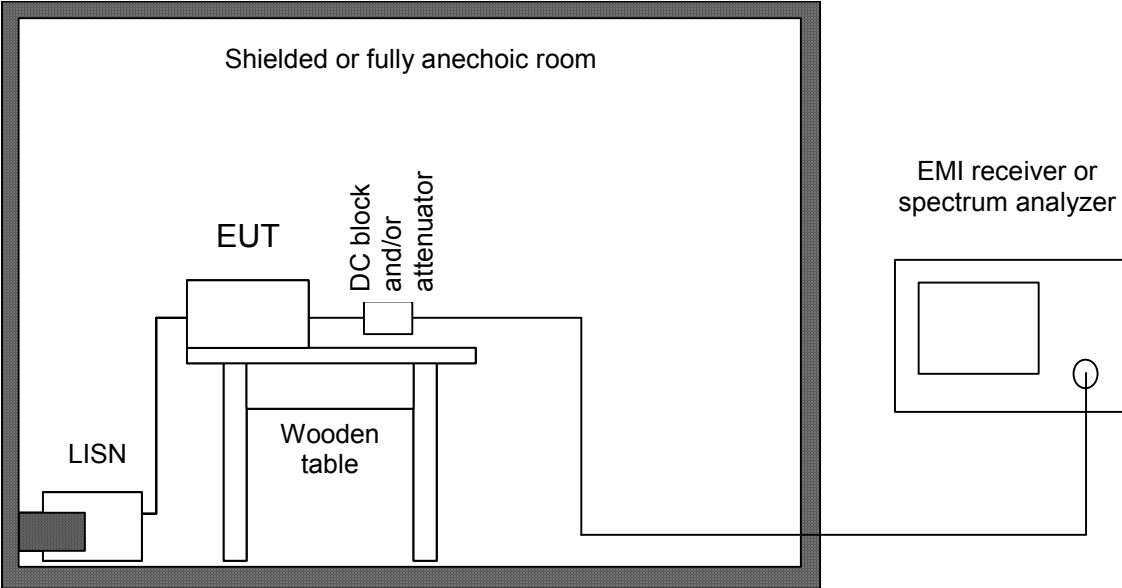 Shielded or fully anechoic room
EMI receiver or
spectrum analyzer
EUT
DC block
and/or
attenuator
LISN
Wooden
table